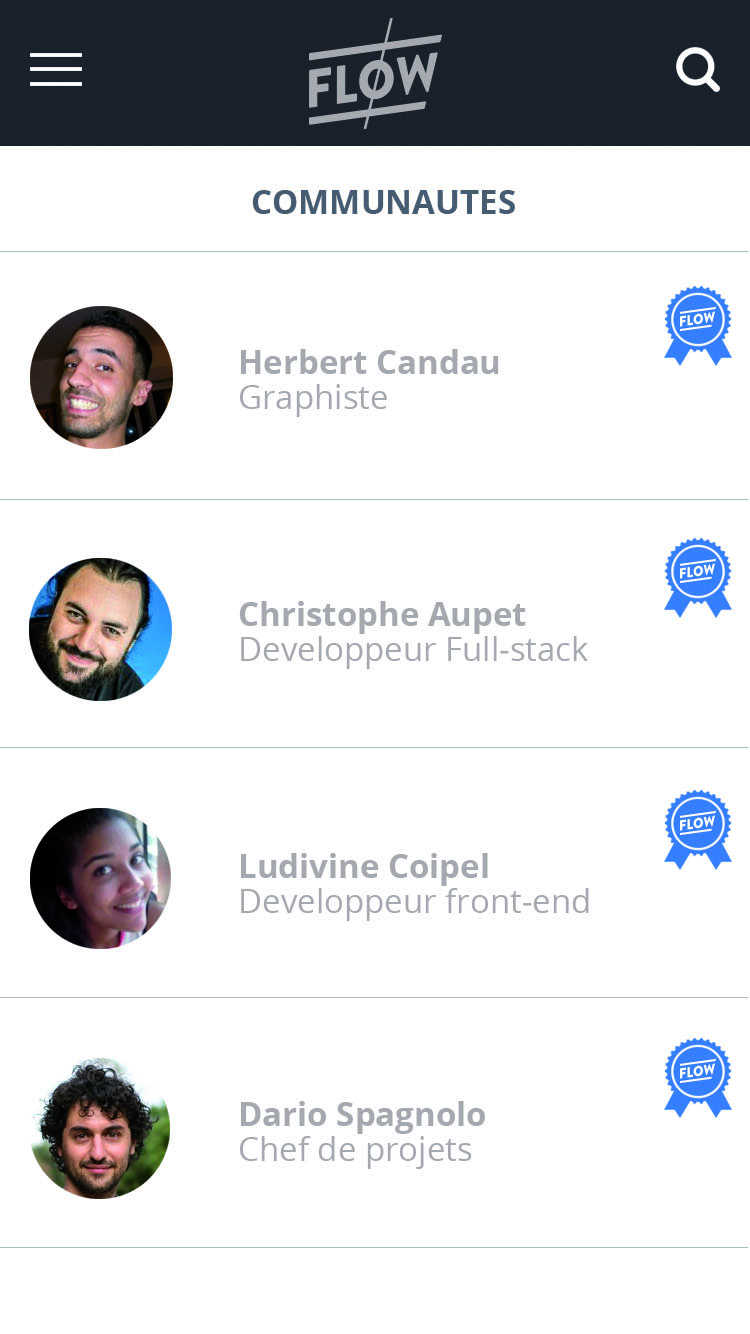 FLOW
COMMUNAUTES
FLOW
Herbert Candau
Graphiste
FLOW
Christophe Aupet
Developpeur Full-stack
FLOW
Ludivine Coipel
Developpeur front-end
FLOW
Dario Spagnolo
Chef de projets